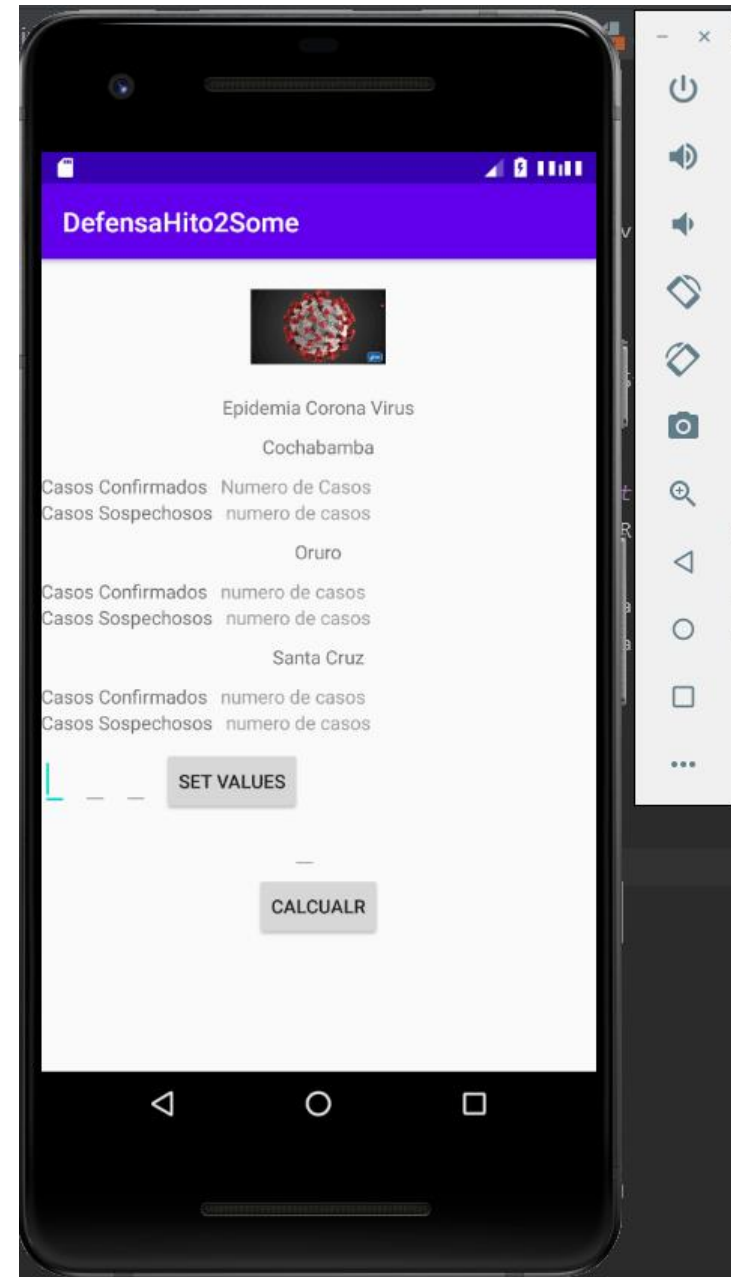 DefensaHito2Some
Epidemia Corona Virus
Cochabamba
Casos Confirmados Numero de Casos
Casos Sospechosos numero de casos
Oruro
Casos Confirmados numero de casos
Casos Sospechosos numero de casos
Santa Cruz
Casos Confirmados numero de casos
Casos Sospechosos numero de casos
SET VALUES
CALCUALR